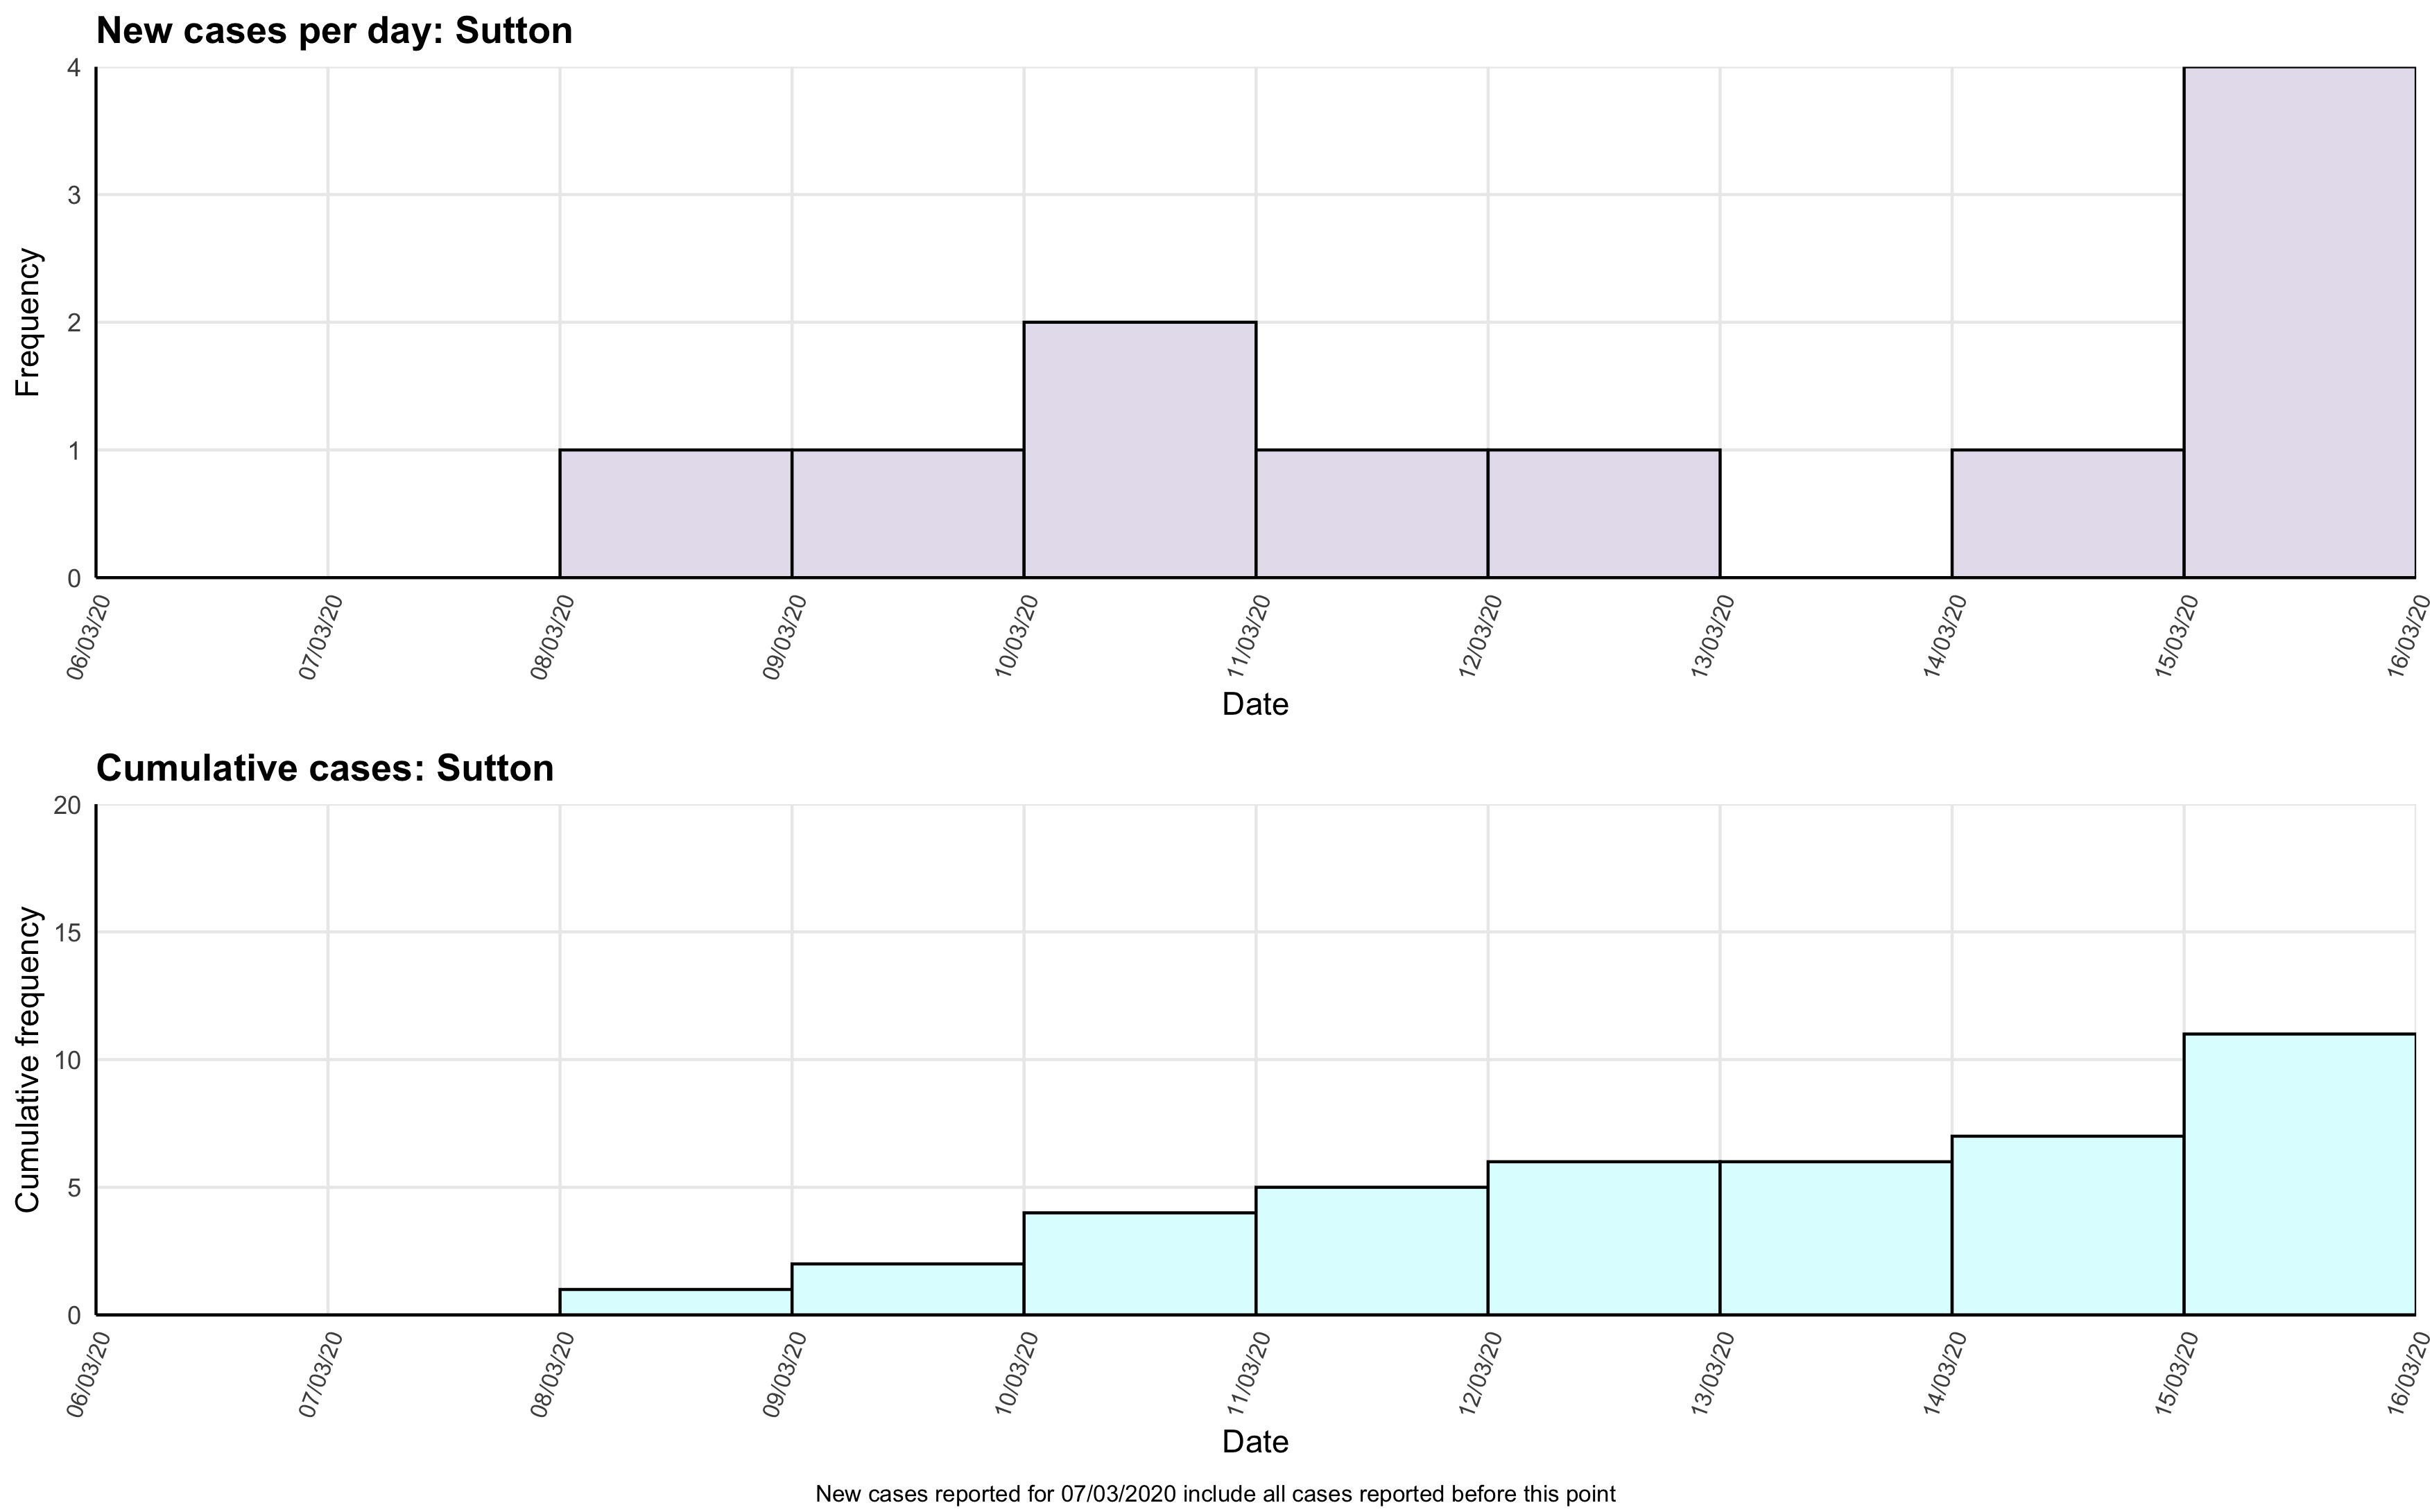 New cases per day: Sutton
4
3
2
1
0
Frequency
06/03/20 07/03/20 08/03/20 09/03/20 10/03/20 11/03/20 12/03/20 13/03/20 14/03/20 15/03/20 16/03/20
Date
Cumulative cases: Sutton
20
15
10
5
0
Cumulative frequency
06/03/20 07/03/20 08/03/20 09/03/20 10/03/20 11/03/20 12/03/20 13/03/20 14/03/20 15/03/20 16/03/20
Date
New cases reported for 07/03/2020 include all cases reported before this point